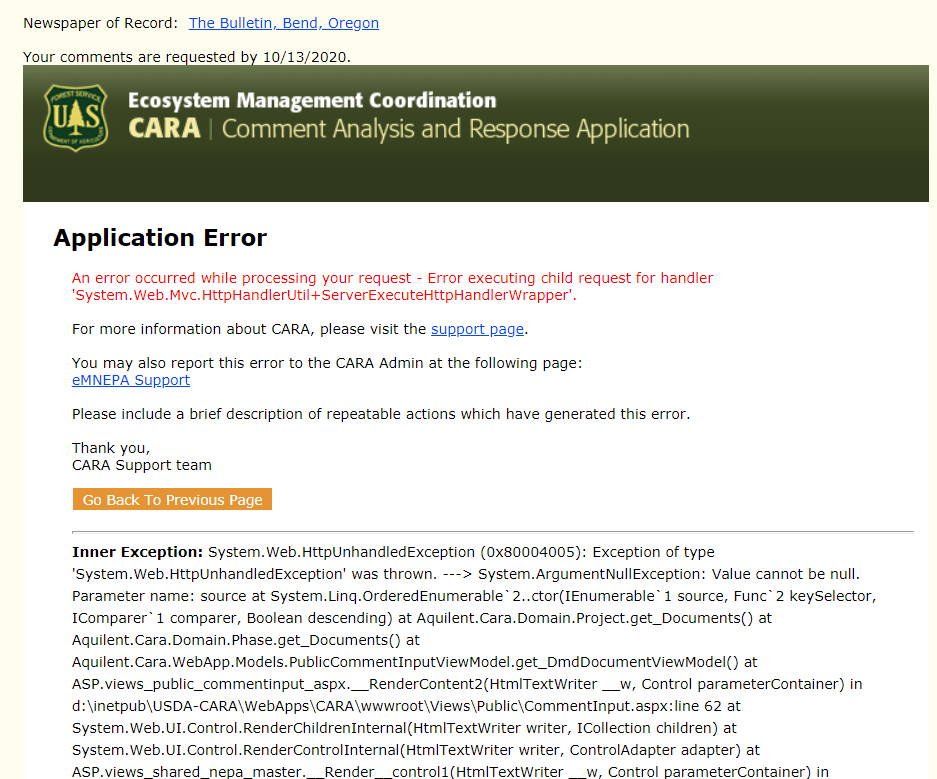 Newspaper of Record: The Bulletin, Bend, Oregon
Your comments are requested by 10/13/2020.
FOREST SERVICE
UAS
DEPARTMENT OF AGRICULTURE
Ecosystem Management Coordination
CARA | Comment Analysis and Response Application
Application Error
An error occurred while processing your request - Error executing child request for handler
'System.Web.Mvc.HttpHandlerUtil+ServerExecuteHttpHandlerWrapper'.
For more information about CARA, please visit the support page.
You may also report this error to the CARA Admin at the following page:
eMNEPA Support
Please include a brief description of repeatable actions which have generated this error.
Thank you,
CARA Support team
Go Back To Previous Page
Inner Exception: System.Web.HttpUnhandledException (0x80004005): Exception of type
'System.Web.HttpUnhandledException' was thrown. ---> System.ArgumentNullException: Value cannot be null.
Parameter name: source at System.Linq.OrderedEnumerable`2..ctor(IEnumerable`1 source, Func`2 keySelector,
IComparer`1 comparer, Boolean descending) at Aquilent.Cara.Domain.Project.get_Documents() at
Aquilent.Cara.Domain.Phase.get_Documents() at
Aquilent.Cara.WebApp.Models.PublicCommentInputViewModel.get_DmdDocumentViewModel() at
ASP.views_public_commentinput_aspx.__RenderContent2(HtmlTextWriter __w, Control parameterContainer) in
d:\inetpub\USDA-CARA\WebApps\CARA\wwwroot\Views\Public\CommentInput.aspx:line 62 at
System.Web.UI.Control.RenderChildrenInternal(HtmlTextWriter writer, ICollection children) at
System.Web.UI.Control.RenderControlInternal(HtmlTextWriter writer, ControlAdapter adapter) at
ASP.views_shared_nepa_master.__Render__control1(HtmlTextWriter __w, Control parameterContainer) in